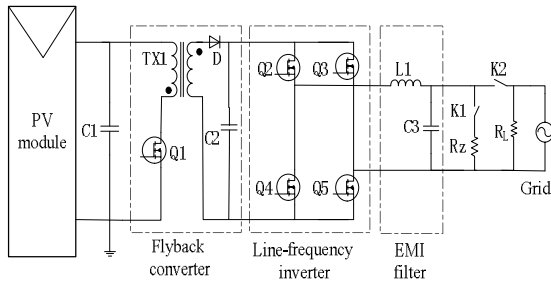 TX1
D
Q2
Q3
L1
K2
PV
module
C1
Q1
C2
C3
K1
Rz
RL
Q4
Q5
Grid
Flyback
converter
Line-frequency
inverter
EMI
filter